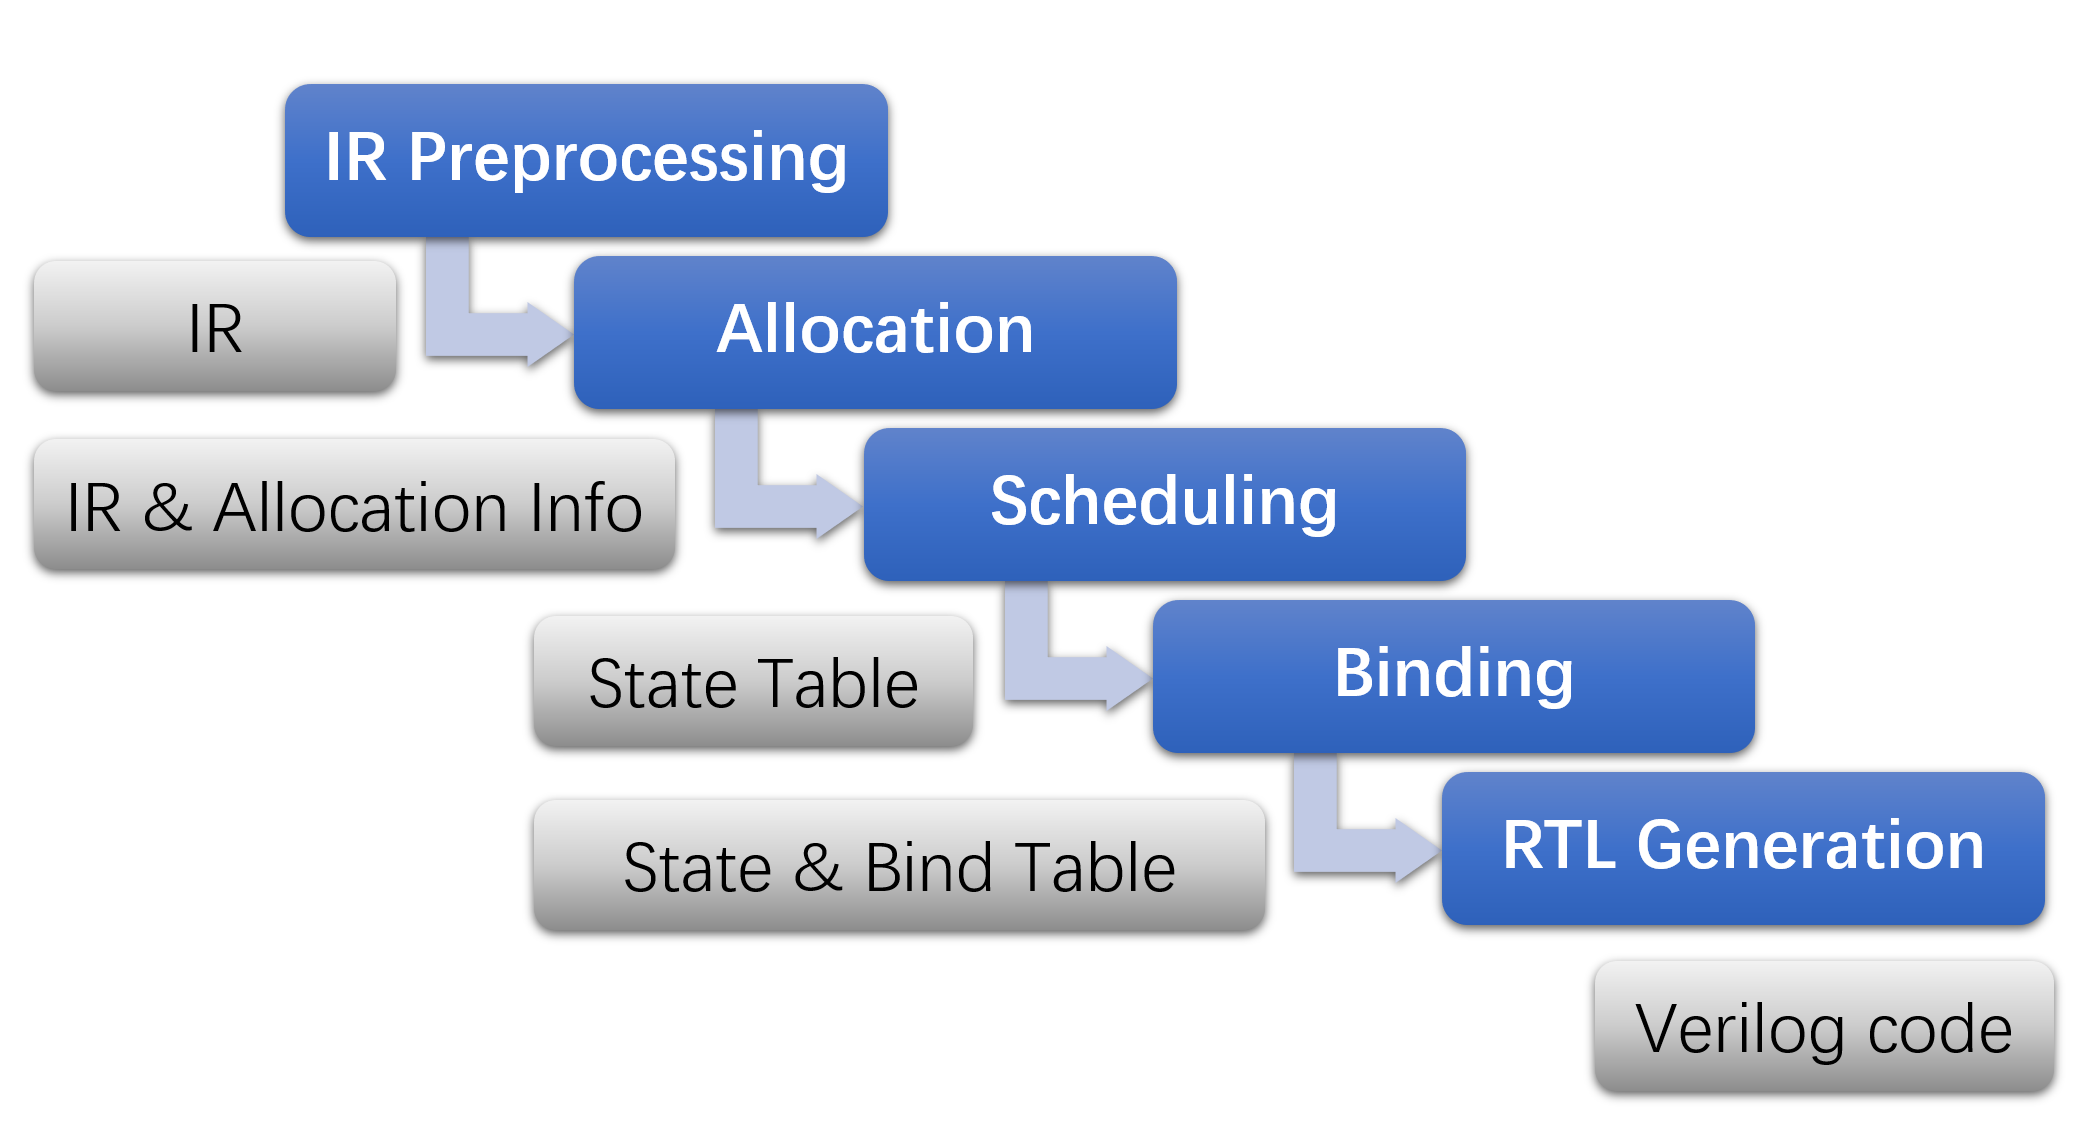 IR Preprocessing
IR
Allocation
IR & Allocation Info
Scheduling
State Table
Binding
State & Bind Table
RTL Generation
Verilog code